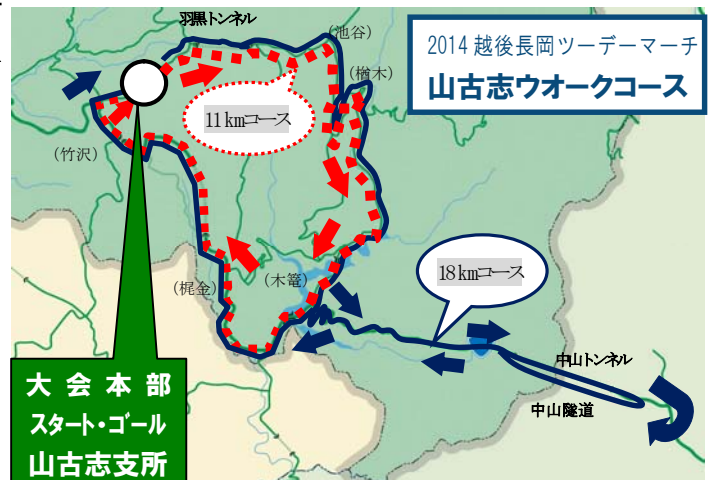 羽黒トンネル
(池谷)
2014 越後長岡ツーデーマーチ
山古志ウオークコース
(楢木)
11kmコース
(竹沢)
18kmコース
(木篭)
(梶金)
中山トンネル
中山隧道
大会本部
スタート・ゴール
山古志支所